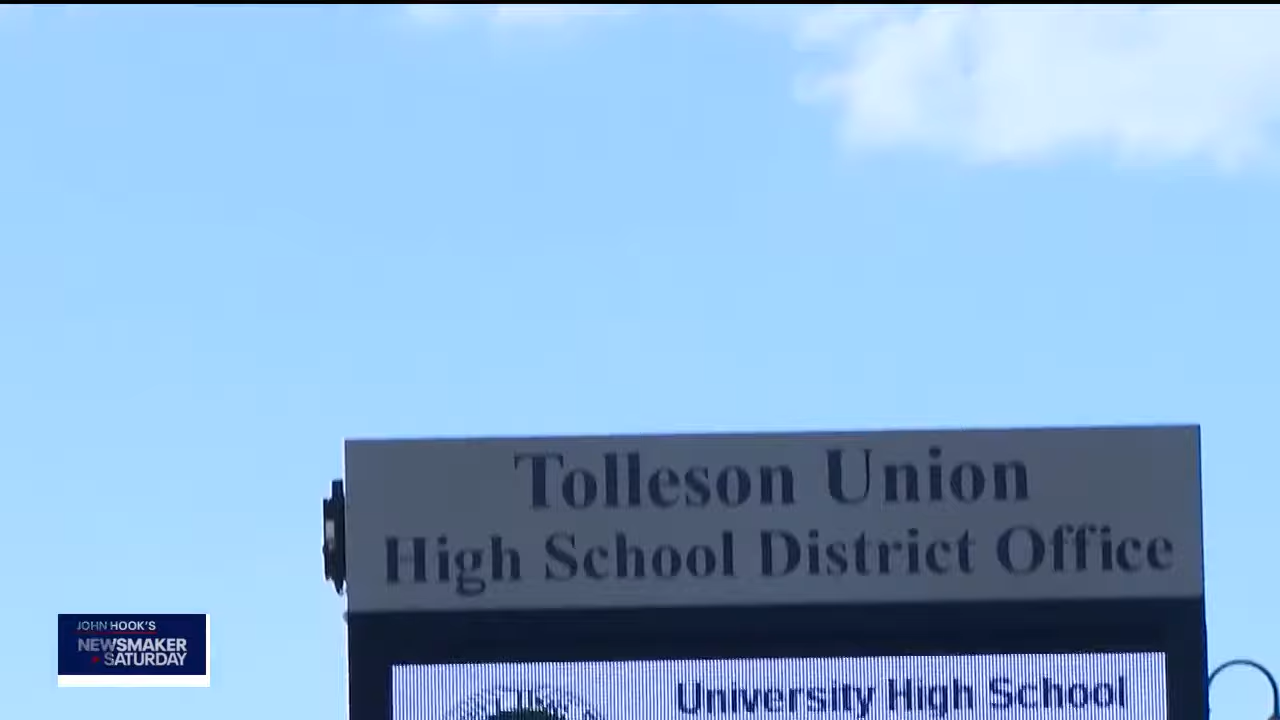 Tolleson Union
High School District Office
University High School
JOHN HOOK'S
NEWSMAKER
SATURDAY